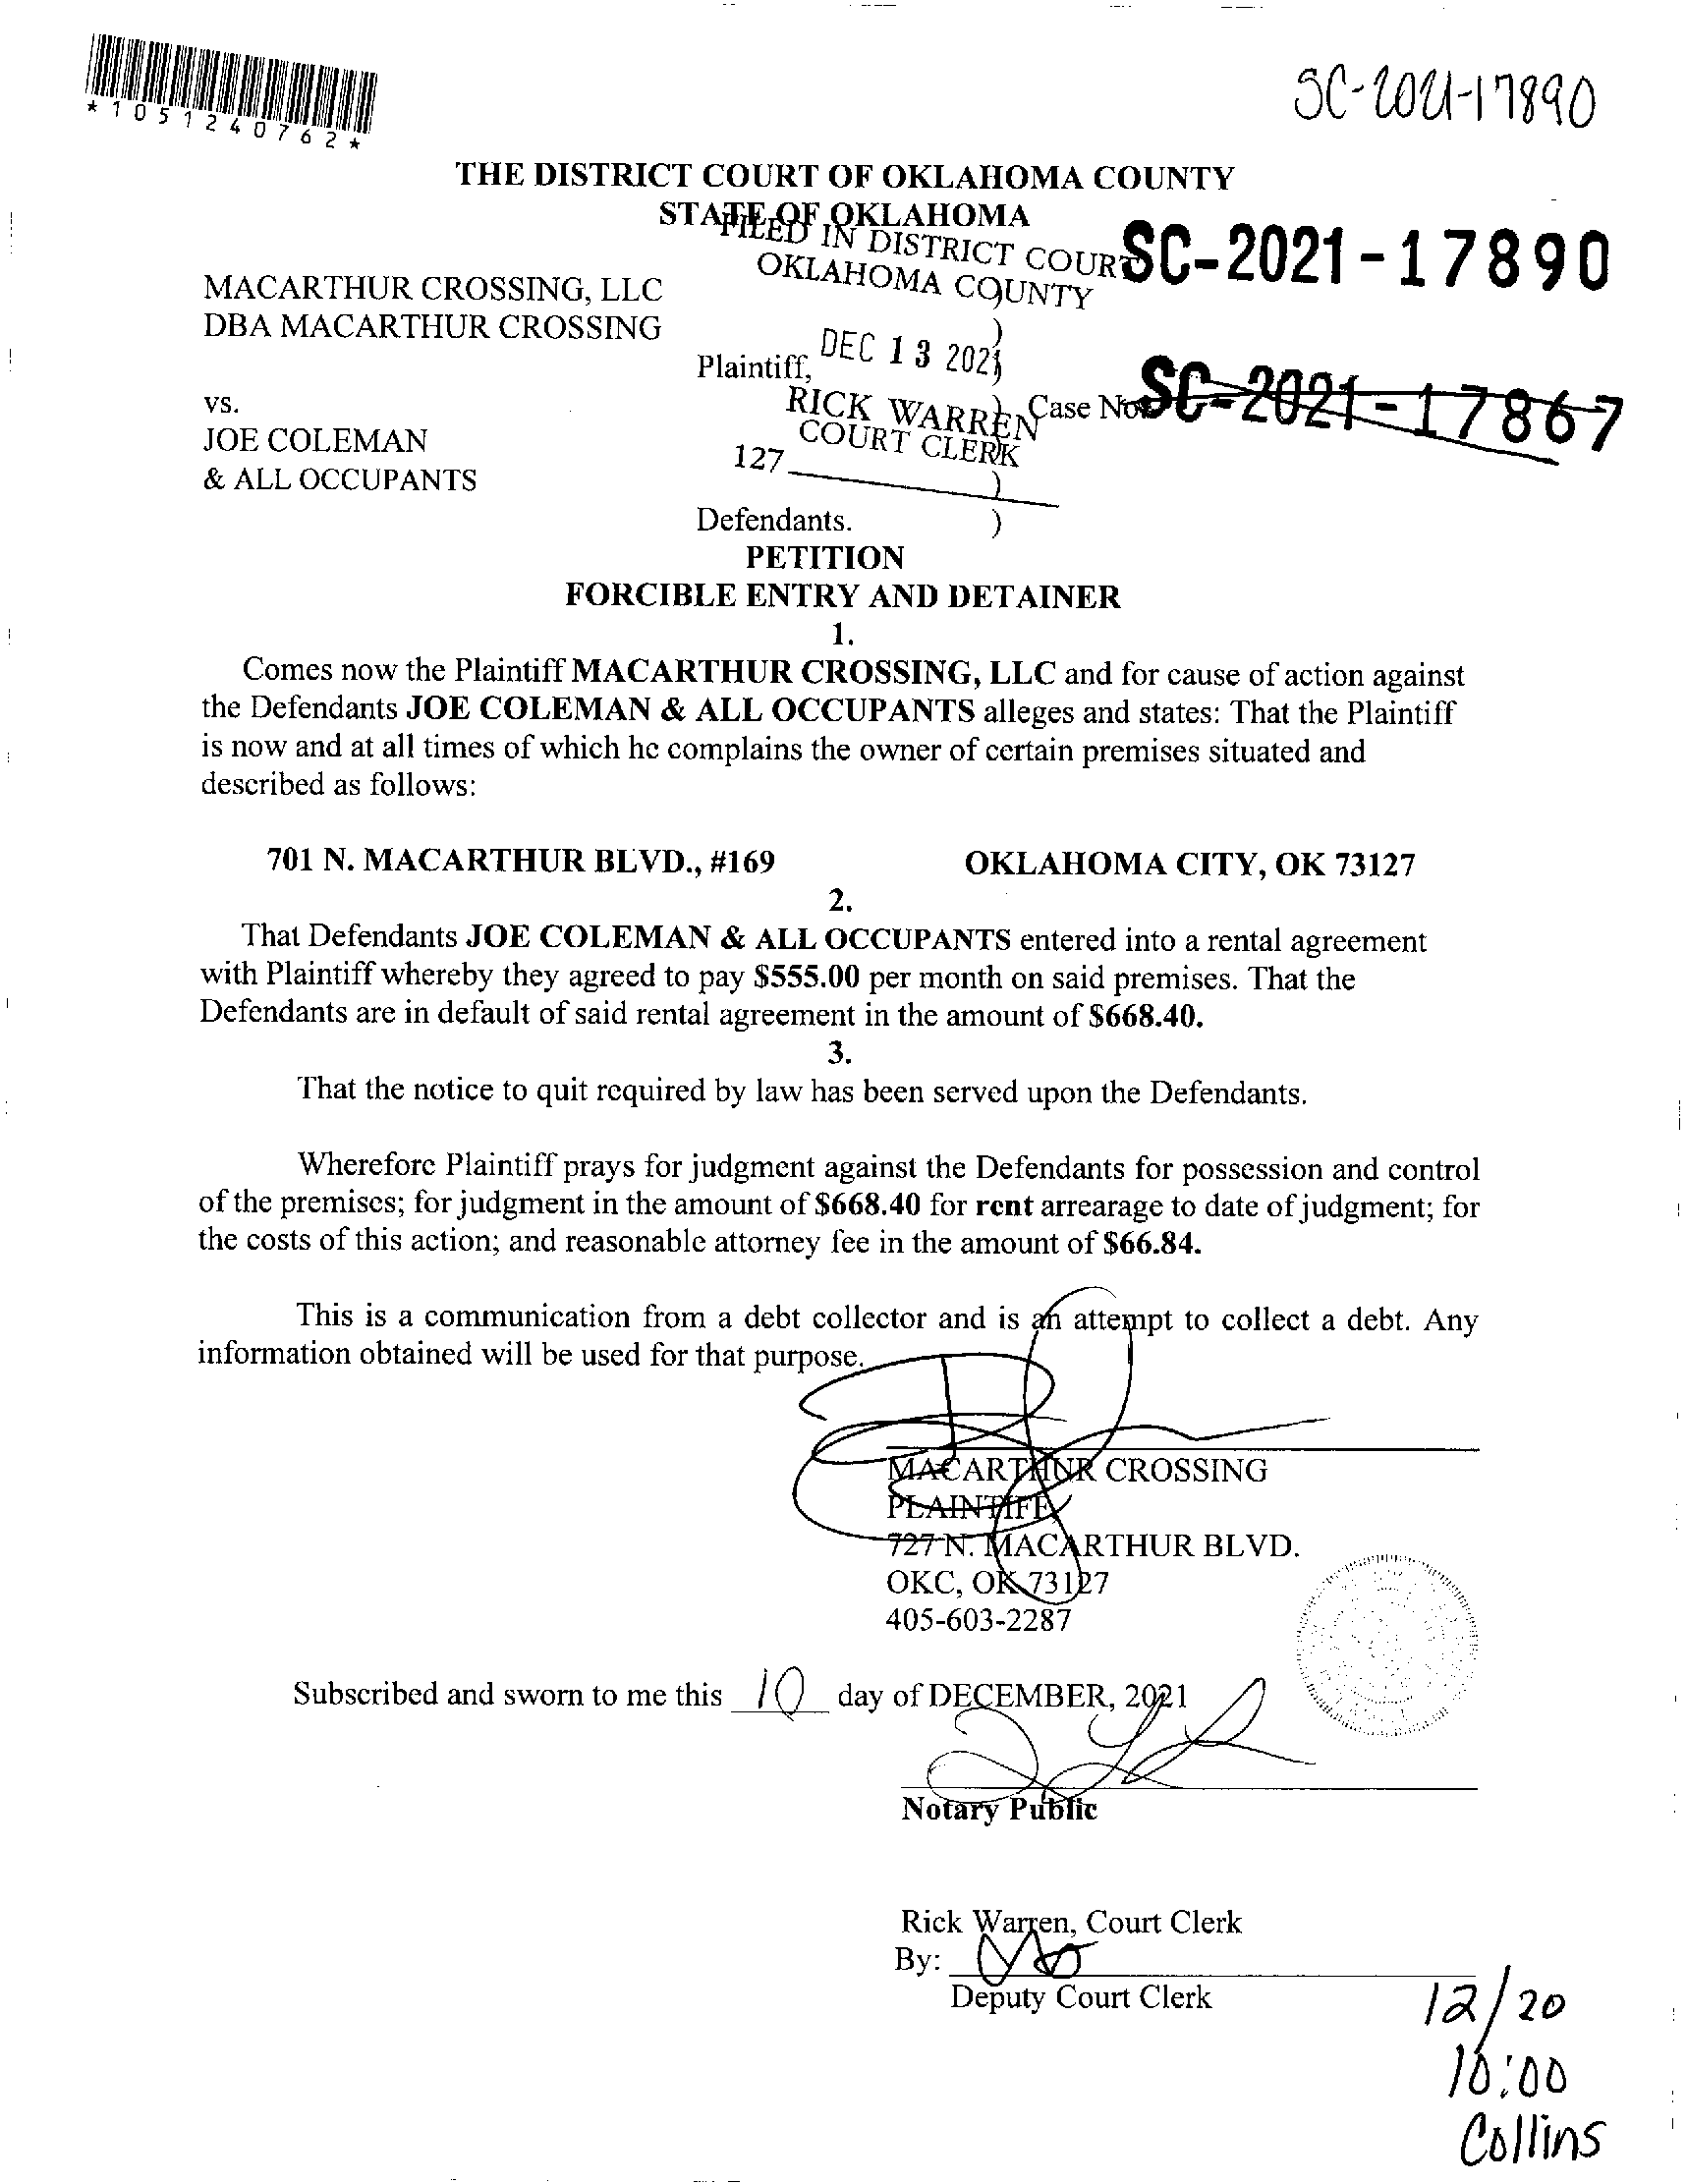 *1051240762*
SC-2021-17890
THE DISTRICT COURT OF OKLAHOMA COUNTY
STATE OF OKLAHOMA
FILED IN DISTRICT COURT
OKLAHOMA COUNTY
SC-2021-17890
MACARTHUR CROSSING, LLC
DBA MACARTHUR CROSSING
)
)
Plaintiff,
DEC 13 2021
RICK WARREN
COURT CLERK
vs.
Case No.
SC-2021-17867
JOE COLEMAN
127
& ALL OCCUPANTS
)
Defendants. )
PETITION
FORCIBLE ENTRY AND DETAINER
1.
Comes now the Plaintiff MACARTHUR CROSSING, LLC and for cause of action against
the Defendants JOE COLEMAN & ALL OCCUPANTS alleges and states: That the Plaintiff
is now and at all times of which he complains the owner of certain premises situated and
described as follows:
701 N. MACARTHUR BLVD., #169 OKLAHOMA CITY, OK 73127
2.
That Defendants JOE COLEMAN & ALL OCCUPANTS entered into a rental agreement
with Plaintiff whereby they agreed to pay $555.00 per month on said premises. That the
Defendants are in default of said rental agreement in the amount of $668.40.
3.
That the notice to quit required by law has been served upon the Defendants.
Wherefore Plaintiff prays for judgment against the Defendants for possession and control
of the premises; for judgment in the amount of $668.40 for rent arrearage to date of judgment; for
the costs of this action; and reasonable attorney fee in the amount of $66.84.
This is a communication from a debt collector and is an attempt to collect a debt. Any
information obtained will be used for that purpose.
MACARTHUR CROSSING
PLAINTIFF,
727 N. MACARTHUR BLVD.
OKC, OK 73127
405-603-2287
Subscribed and sworn to me this 10 day of DECEMBER, 2021
Notary Public
Rick Warren, Court Clerk
By:
Deputy Court Clerk
12/20
10:00
Collins